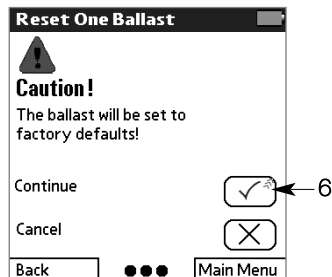 Reset One Ballast
Caution!
The ballast will be set to
factory defaults!
Continue
6
Cancel
Back
Main Menu